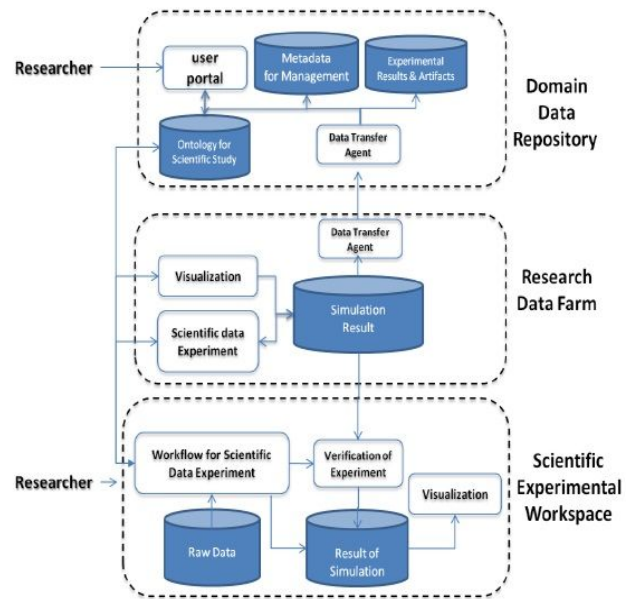 Researcher
user
portal
Metadata
for Management
Experimental
Results & Artifacts
Domain
Data
Repository
Ontology for
Scientific Study
Data Transfer
Agent
Data Transfer
Agent
Visualization
Simulation
Result
Research
Data Farm
Scientific data
Experiment
Workflow for Scientific
Data Experiment
Verification of
Experiment
Researcher
Visualization
Scientific
Experimental
Workspace
Raw Data
Result of
Simulation